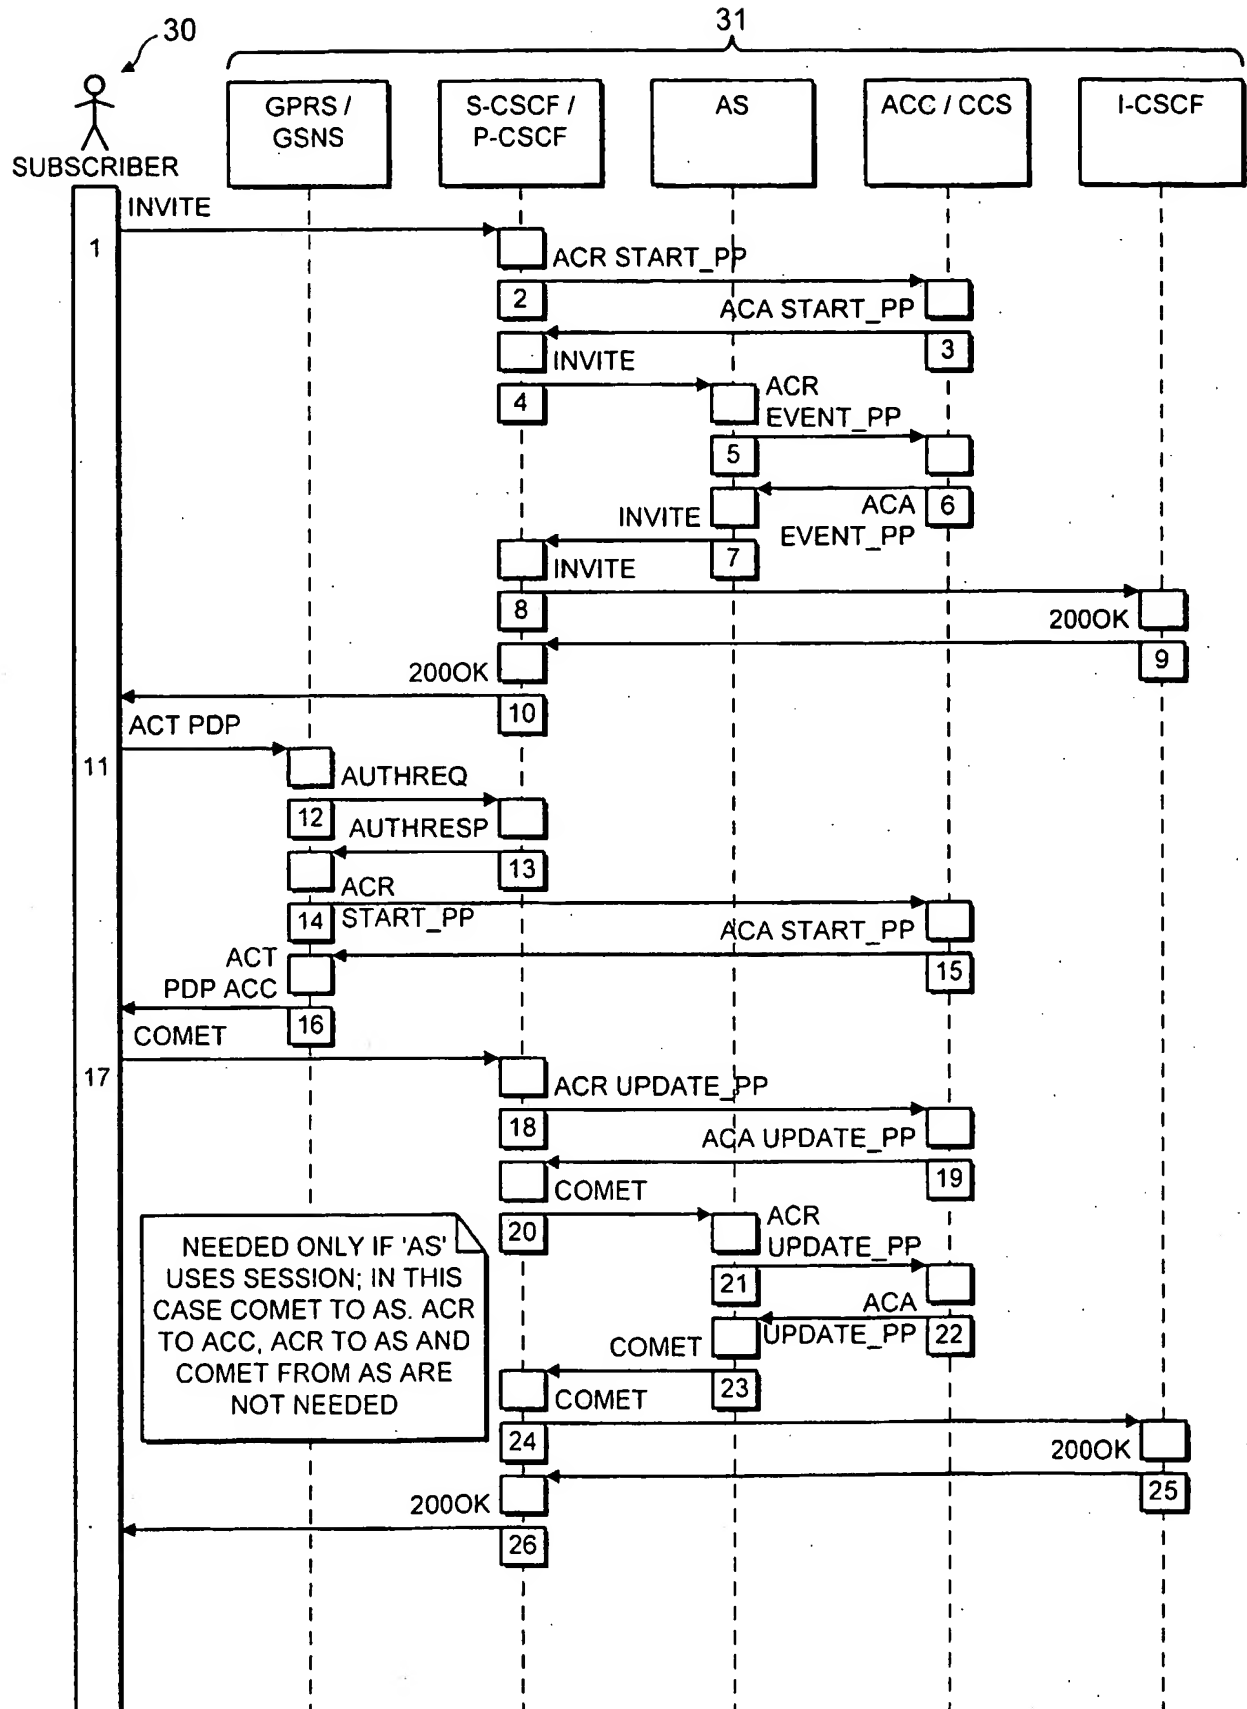 30
31
SUBSCRIBER
GPRS /
GSNS
S-CSCF /
P-CSCF
AS
ACC / CCS
I-CSCF
INVITE
1
ACR START_PP
2
ACA START_PP
3
INVITE
4
ACR
EVENT_PP
5
ACA
EVENT_PP
6
INVITE
7
INVITE
8
200OK
9
200OK
10
ACT PDP
11
AUTHREQ
12
AUTHRESP
13
ACR
START_PP
14
ACA START_PP
15
ACT
PDP ACC
16
COMET
17
ACR UPDATE_PP
18
ACA UPDATE_PP
19
COMET
20
ACR
UPDATE_PP
21
ACA
UPDATE_PP
22
COMET
23
COMET
24
200OK
25
200OK
26
NEEDED ONLY IF 'AS'
USES SESSION; IN THIS
CASE COMET TO AS. ACR
TO ACC, ACR TO AS AND
COMET FROM AS ARE
NOT NEEDED